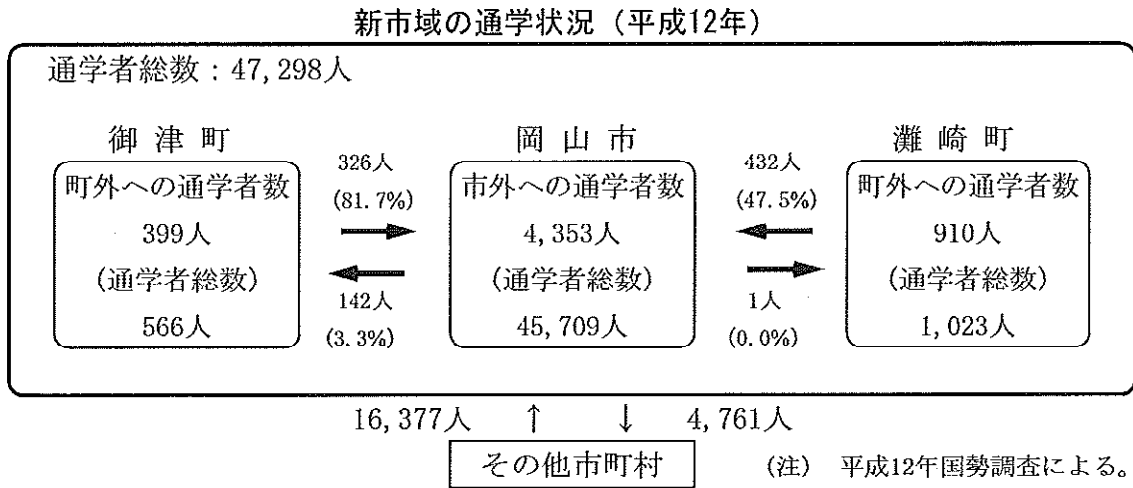 新市域の通学状況（平成12年）
通学者総数：47,298人
御津町
町外への通学者数
399人
(通学者総数)
566人
326人
(81.7%)
142人
(3.3%)
岡山市
市外への通学者数
4,353人
(通学者総数)
45,709人
432人
(47.5%)
1人
(0.0%)
灘崎町
町外への通学者数
910人
(通学者総数)
1,023人
16,377人 ↑ ↓ 4,761人
その他市町村
(注) 平成12年国勢調査による。